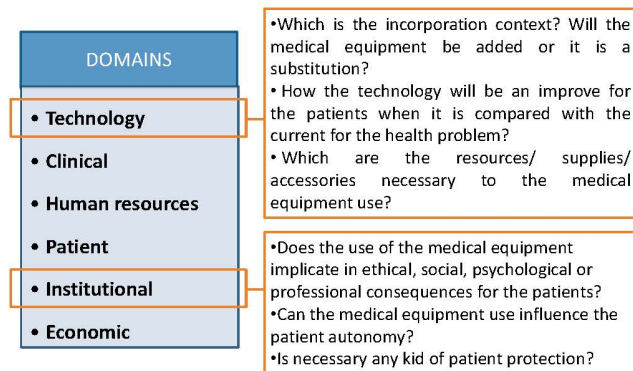 DOMAINS
• Technology
• Clinical
• Human resources
• Patient
• Institutional
• Economic
•Which is the incorporation context? Will the
medical equipment be added or it is a
substitution?
• How the technology will be an improve for
the patients when it is compared with the
current for the health problem?
• Which are the resources/ supplies/
accessories necessary to the medical
equipment use?
•Does the use of the medical equipment
implicate in ethical, social, psychological or
professional consequences for the patients?
•Can the medical equipment use influence the
patient autonomy?
•Is necessary any kid of patient protection?